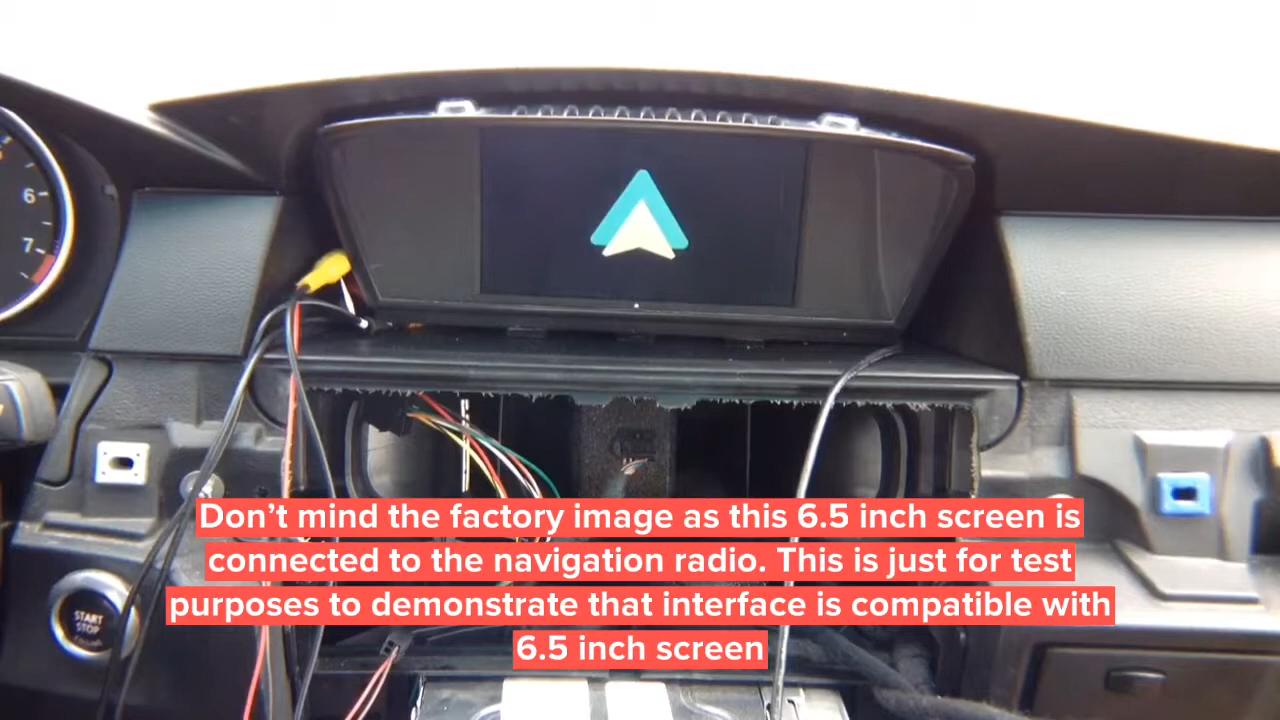 6
7
Don’t mind the factory image as this 6.5 inch screen is
connected to the navigation radio. This is just for test
purposes to demonstrate that interface is compatible with
6.5 inch screen
START
STOP